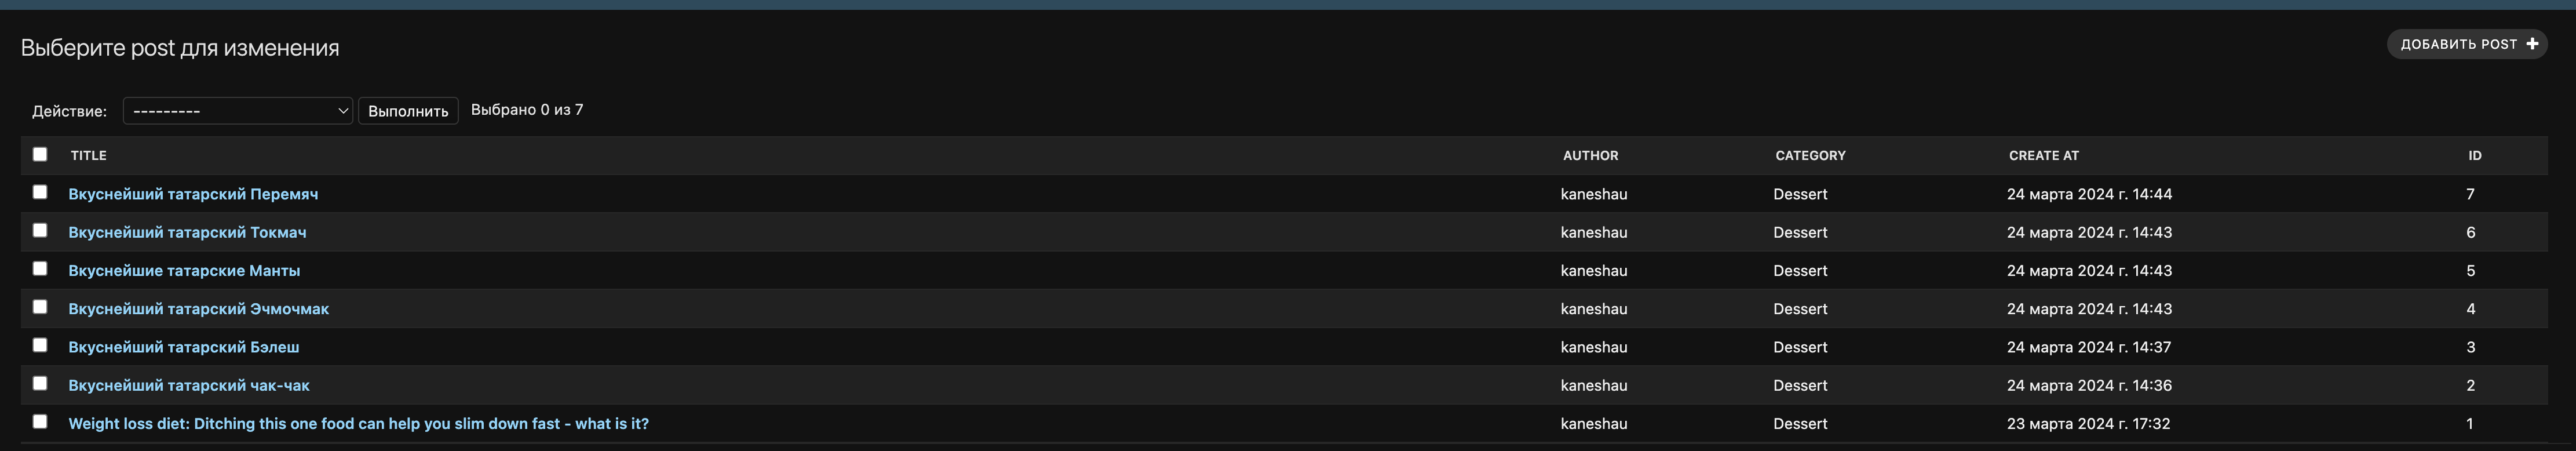 Выберите post для изменения
ДОБАВИТЬ POST
Действие: --------- Выполнить Выбрано 0 из 7
TITLE AUTHOR CATEGORY CREATE AT ID
Вкуснейший татарский Перемяч kaneshau Dessert 24 марта 2024 г. 14:44 7
Вкуснейший татарский Токмач kaneshau Dessert 24 марта 2024 г. 14:43 6
Вкуснейшие татарские Манты kaneshau Dessert 24 марта 2024 г. 14:43 5
Вкуснейший татарский Эчмочмак kaneshau Dessert 24 марта 2024 г. 14:43 4
Вкуснейший татарский Бэлеш kaneshau Dessert 24 марта 2024 г. 14:37 3
Вкуснейший татарский чак-чак kaneshau Dessert 24 марта 2024 г. 14:36 2
Weight loss diet: Ditching this one food can help you slim down fast - what is it? kaneshau Dessert 23 марта 2024 г. 17:32 1